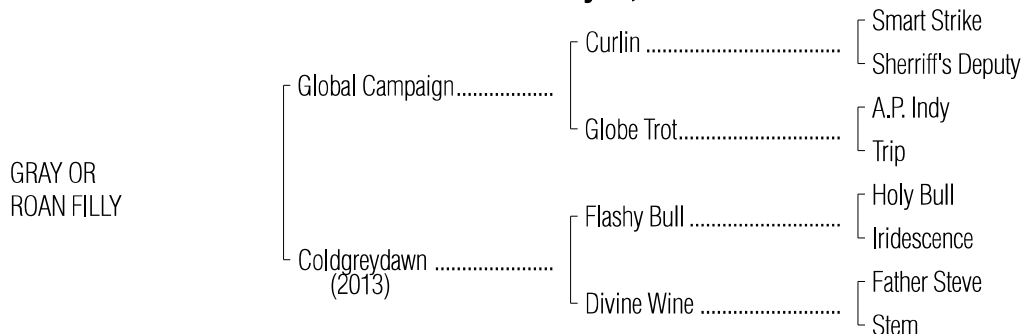 Smart Strike
Curlin ........................................
Sherriff's Deputy
Global Campaign...................
A.P. Indy
Globe Trot.................................
Trip
GRAY OR
ROAN FILLY
Holy Bull
Flashy Bull ...............................
Iridescence
Coldgreydawn .......................
(2013)
Father Steve
Divine Wine .............................
Stem